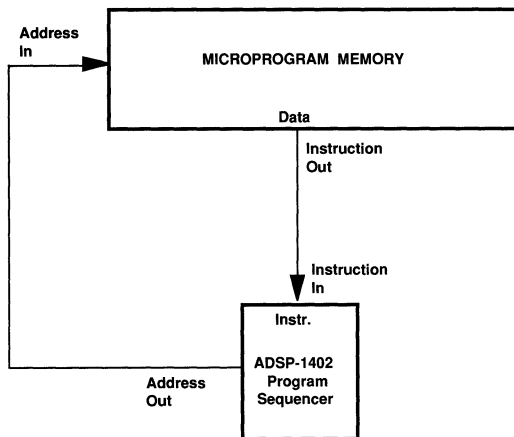 Address
In
MICROPROGRAM MEMORY
Data
Instruction
Out
Instruction
In
Instr.
ADSP-1402
Program
Sequencer
Address
Out